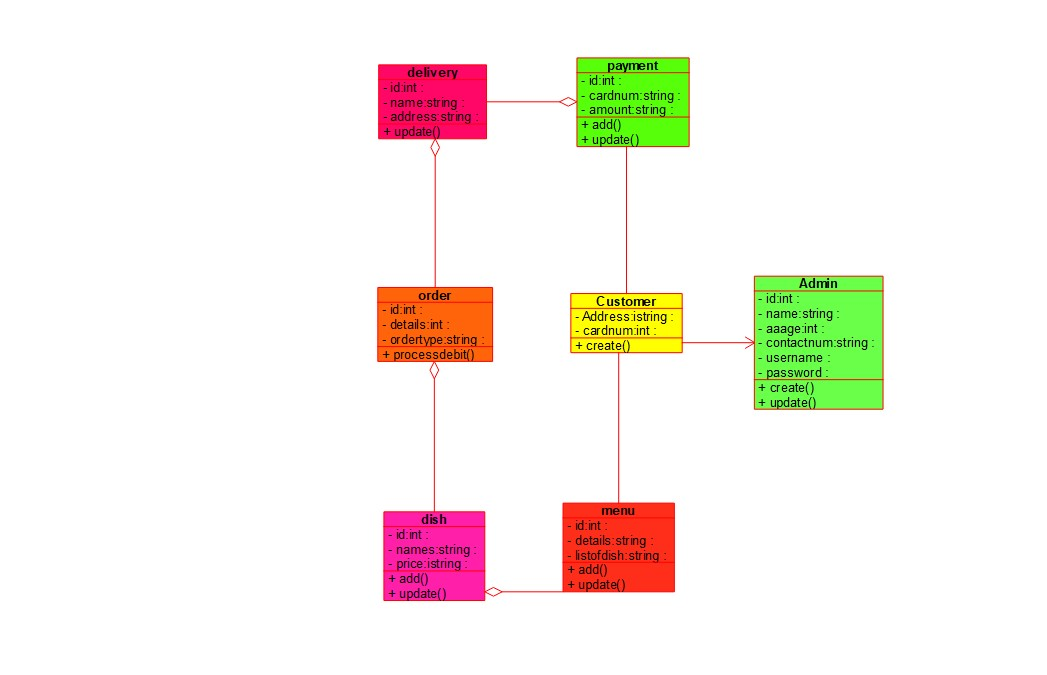 delivery
- id:int :
- name:string :
- address:string :
+ update()
payment
- id:int :
- cardnum:string :
- amount:string :
+ add()
+ update()
order
- id:int :
- details:int :
- ordertype:string :
+ processdebit()
Customer
- Address:istring :
- cardnum:int :
+ create()
Admin
- id:int :
- name:string :
- aaage:int :
- contactnum:string :
- username :
- password :
+ create()
+ update()
dish
- id:int :
- names:string :
- price:istring :
+ add()
+ update()
menu
- id:int :
- details:string :
- listofdish:string :
+ add()
+ update()